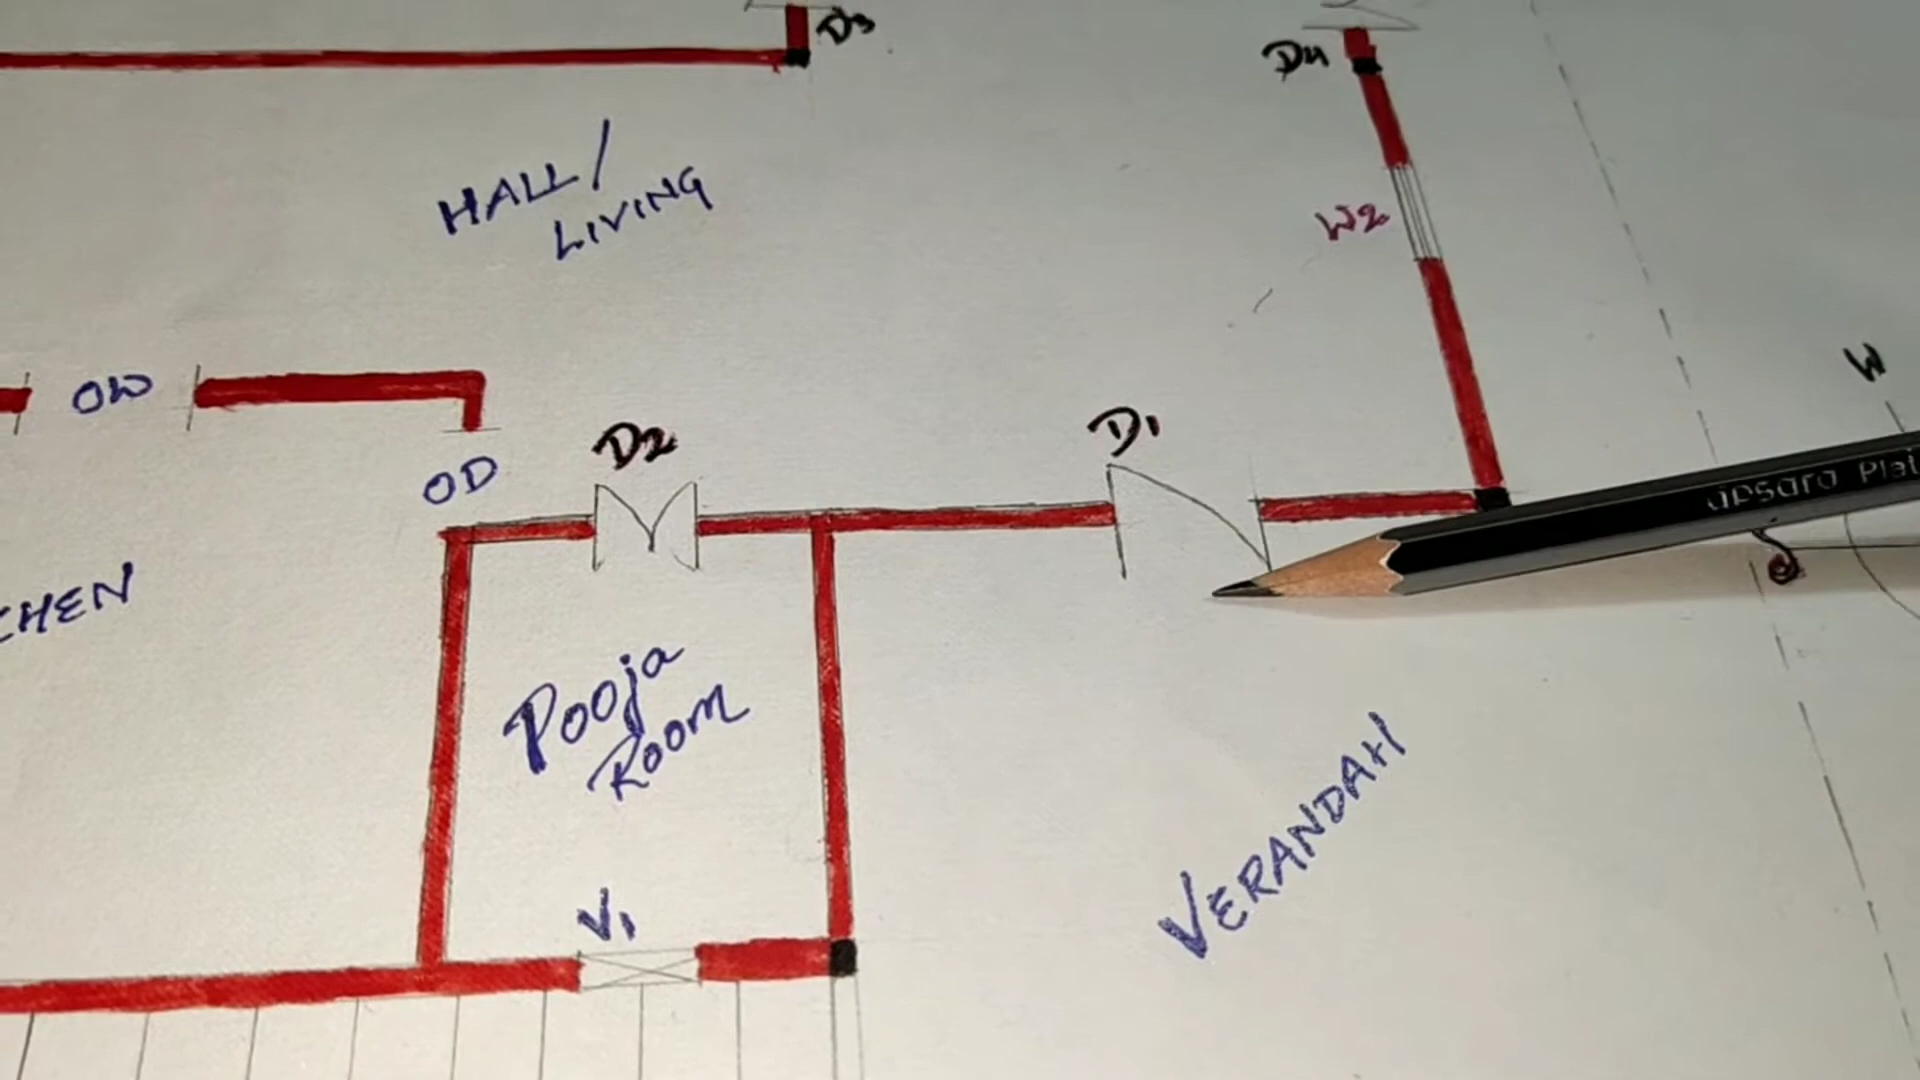 D3
D4
HALL/
LIVING
W2
W
OW
D2
D1
OD
apsara Plat
S
CHEN
Pooja
Room
V1
VERANDAH